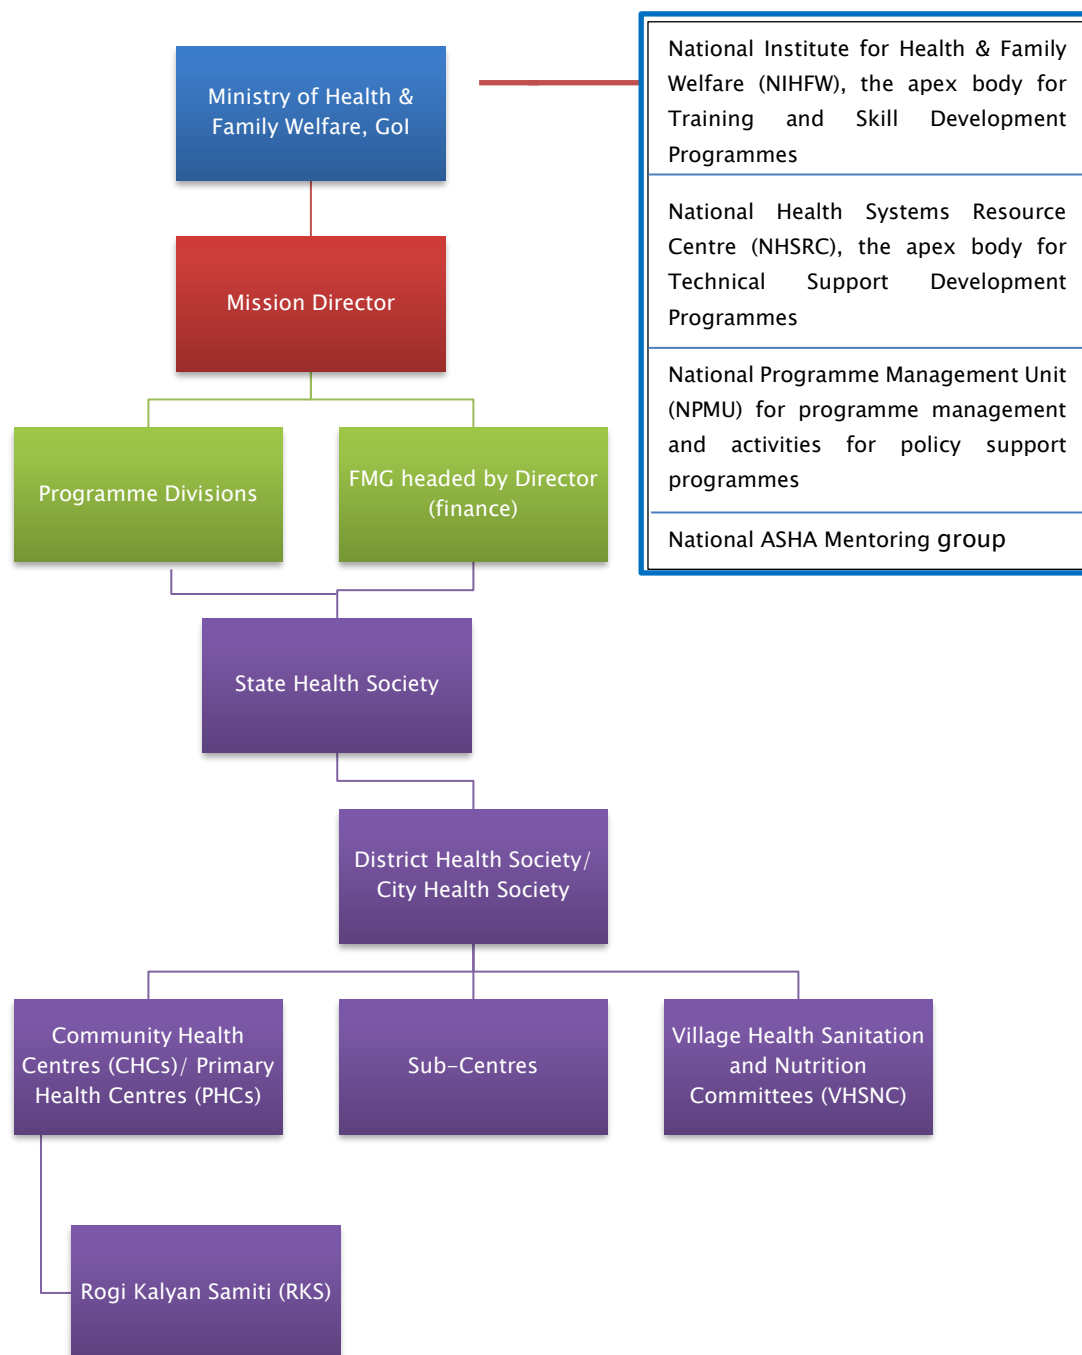 Ministry of Health &
Family Welfare, GoI
National Institute for Health & Family
Welfare (NIHFW), the apex body for
Training and Skill Development
Programmes
National Health Systems Resource
Centre (NHSRC), the apex body for
Technical Support Development
Programmes
National Programme Management Unit
(NPMU) for programme management
and activities for policy support
programmes
National ASHA Mentoring group
Mission Director
Programme Divisions
FMG headed by Director
(finance)
State Health Society
District Health Society/
City Health Society
Community Health
Centres (CHCs)/ Primary
Health Centres (PHCs)
Sub-Centres
Village Health Sanitation
and Nutrition
Committees (VHSNC)
Rogi Kalyan Samiti (RKS)